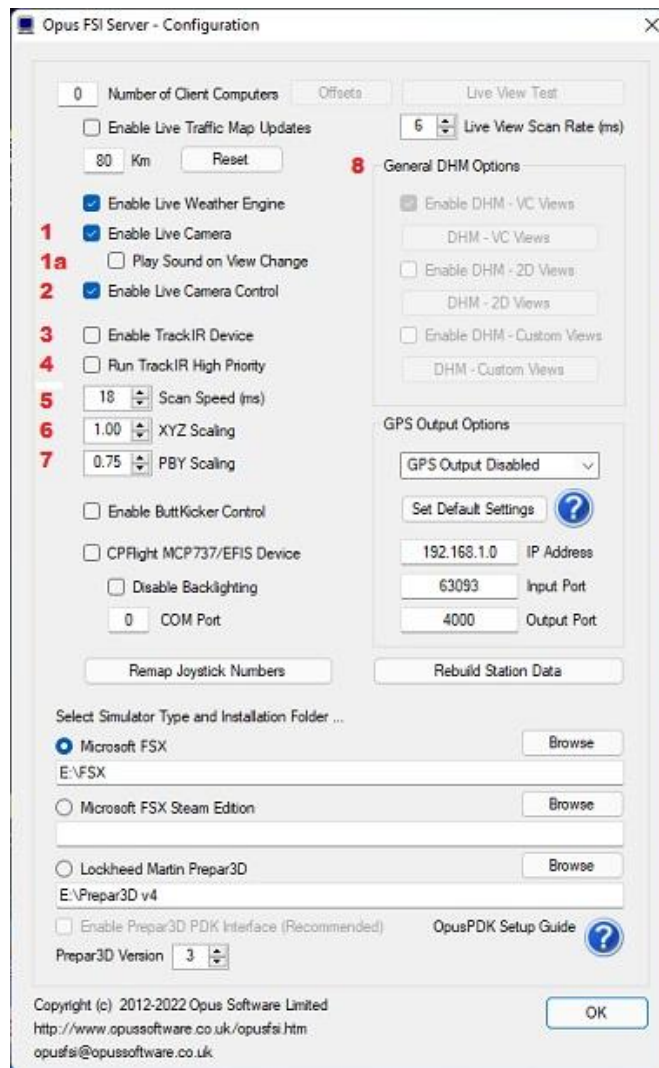 Opus FSI Server - Configuration
0 Number of Client Computers Offsets Live View Test
Enable Live Traffic Map Updates 6 Live View Scan Rate (ms)
80 Km Reset
8 General DHM Options
Enable Live Weather Engine Enable DHM - VC Views
1 Enable Live Camera DHM - VC Views
1a Play Sound on View Change Enable DHM - 2D Views
2 Enable Live Camera Control DHM - 2D Views
3 Enable TrackIR Device Enable DHM - Custom Views
4 Run TrackIR High Priority DHM - Custom Views
5 18 Scan Speed (ms)
6 1.00 XYZ Scaling GPS Output Options
7 0.75 PBY Scaling GPS Output Disabled
Enable ButtKicker Control Set Default Settings ?
CPFlight MCP737/EFIS Device 192.168.1.0 IP Address
Disable Backlighting 63093 Input Port
0 COM Port 4000 Output Port
Remap Joystick Numbers Rebuild Station Data
Select Simulator Type and Installation Folder ...
Microsoft FSX Browse
E:\FSX
Microsoft FSX Steam Edition Browse
Lockheed Martin Prepar3D Browse
E:\Prepar3D v4
Enable Prepar3D PDK Interface (Recommended) OpusPDK Setup Guide ?
Prepar3D Version 3
Copyright (c) 2012-2022 Opus Software Limited OK
http://www.opussoftware.co.uk/opusfsi.htm
opusfsi@opussoftware.co.uk